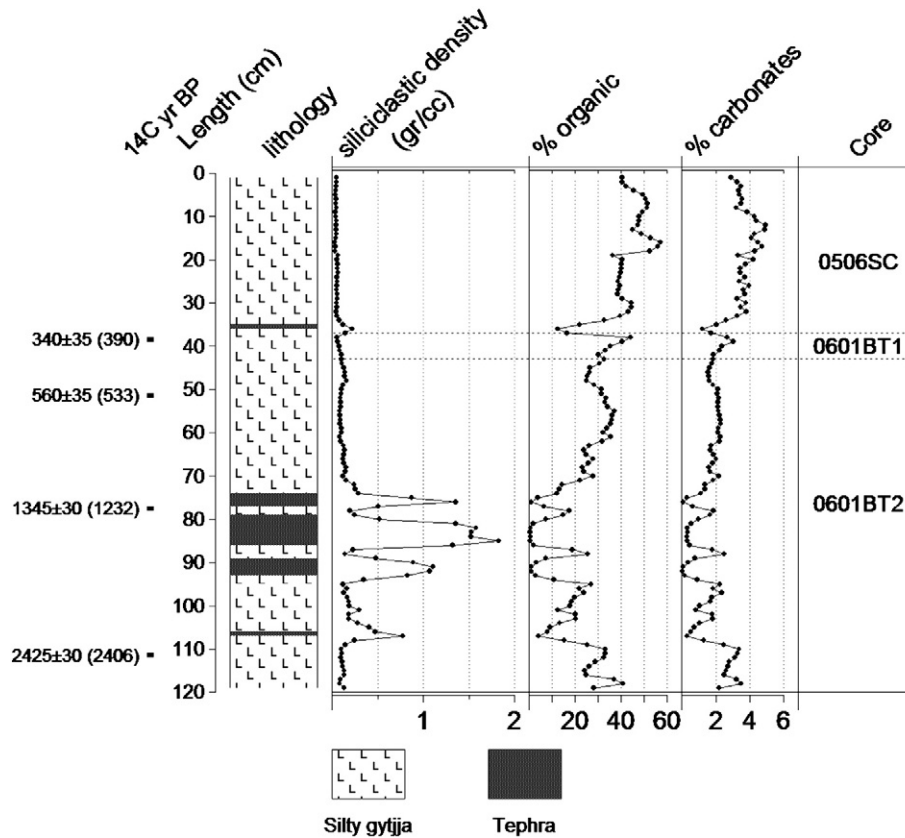 14C yr BP
Length (cm)
lithology
siliciclastic density
(gr/cc)
% organic
% carbonates
Core
0
10
20
30
40
50
60
70
80
90
100
110
120
340±35 (390)
560±35 (533)
1345±30 (1232)
2425±30 (2406)
0506SC
0601BT1
0601BT2
1 2
20 40 60
0 2 4 6
Silty gytjja
Tephra